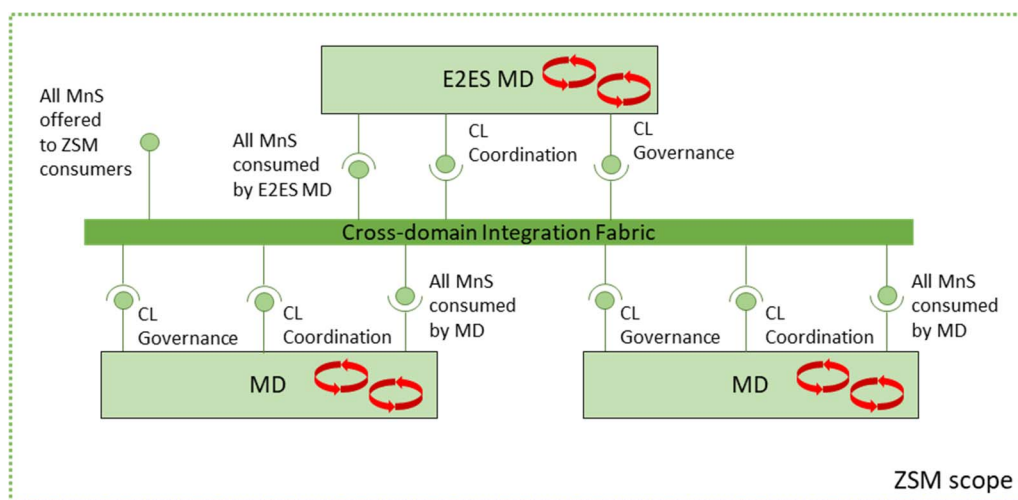 E2ES MD
All MnS
offered
to ZSM
consumers
All MnS
consumed
by E2ES MD
CL
Coordination
CL
Governance
Cross-domain Integration Fabric
CL
Governance
CL
Coordination
All MnS
consumed
by MD
CL
Governance
CL
Coordination
All MnS
consumed
by MD
MD
MD
ZSM scope